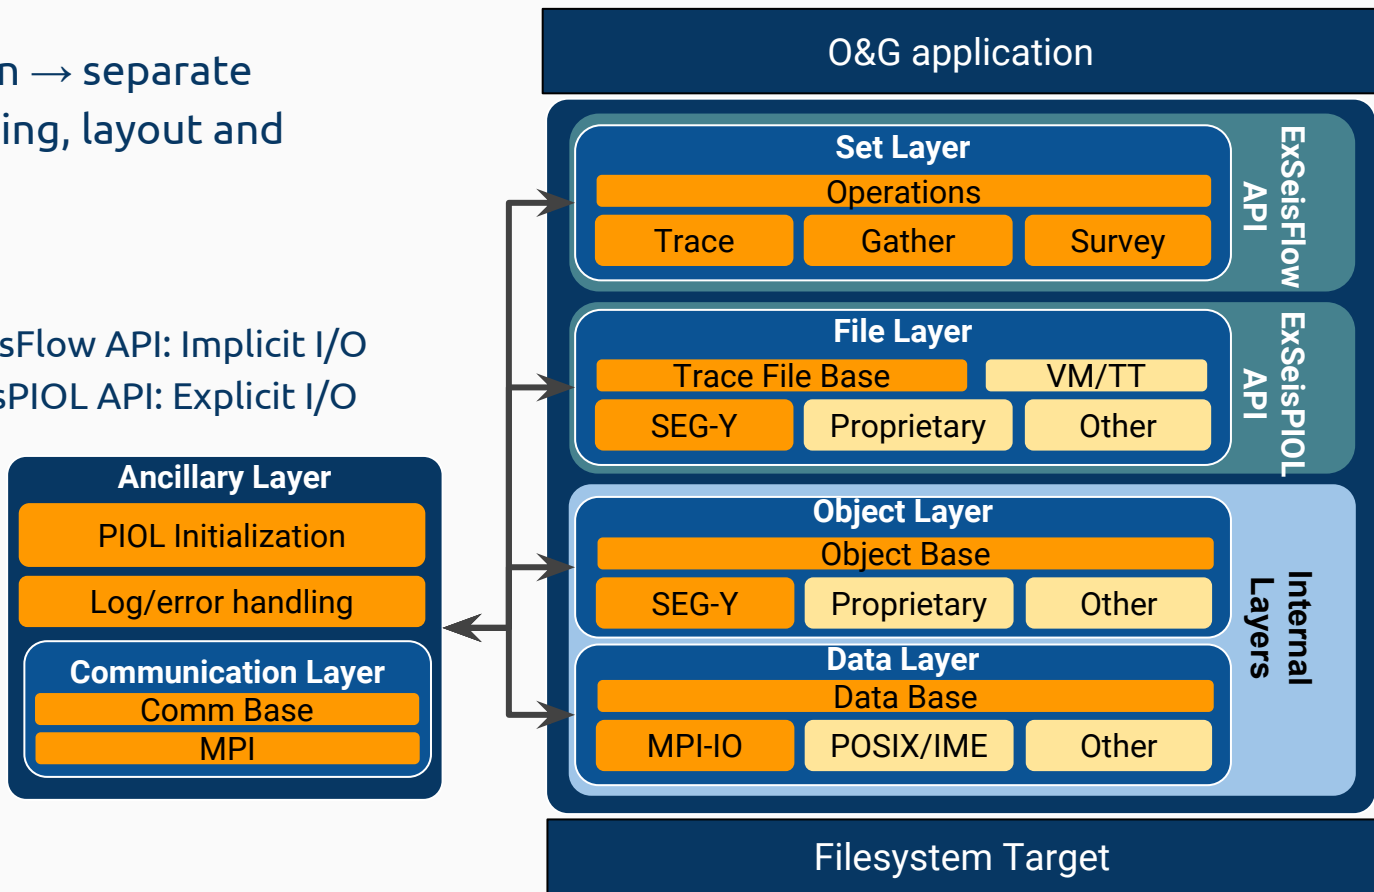 n → separate
ing, layout and
sFlow API: Implicit I/O
sPIOL API: Explicit I/O
Ancillary Layer
PIOL Initialization
Log/error handling
Communication Layer
Comm Base
MPI
O&G application
Set Layer
Operations
Trace Gather Survey
ExSeisFlow
API
File Layer
Trace File Base VM/TT
SEG-Y Proprietary Other
ExSeisPIOL
API
Object Layer
Object Base
SEG-Y Proprietary Other
Data Layer
Data Base
MPI-IO POSIX/IME Other
Internal
Layers
Filesystem Target